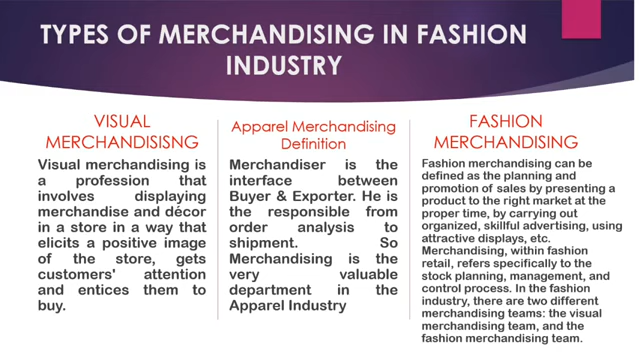 TYPES OF MERCHANDISING IN FASHION
INDUSTRY
VISUAL
MERCHANDISISNG
Visual merchandising is
a profession that
involves displaying
merchandise and décor
in a store in a way that
elicits a positive image
of the store, gets
customers' attention
and entices them to
buy.
Apparel Merchandising
Definition
Merchandiser is the
interface between
Buyer & Exporter. He is
the responsible from
order analysis to
shipment. So
Merchandising is the
very valuable
department in the
Apparel Industry
FASHION
MERCHANDISING
Fashion merchandising can be
defined as the planning and
promotion of sales by presenting a
product to the right market at the
proper time, by carrying out
organized, skillful advertising, using
attractive displays, etc.
Merchandising, within fashion
retail, refers specifically to the
stock planning, management, and
control process. In the fashion
industry, there are two different
merchandising teams: the visual
merchandising team, and the
fashion merchandising team.